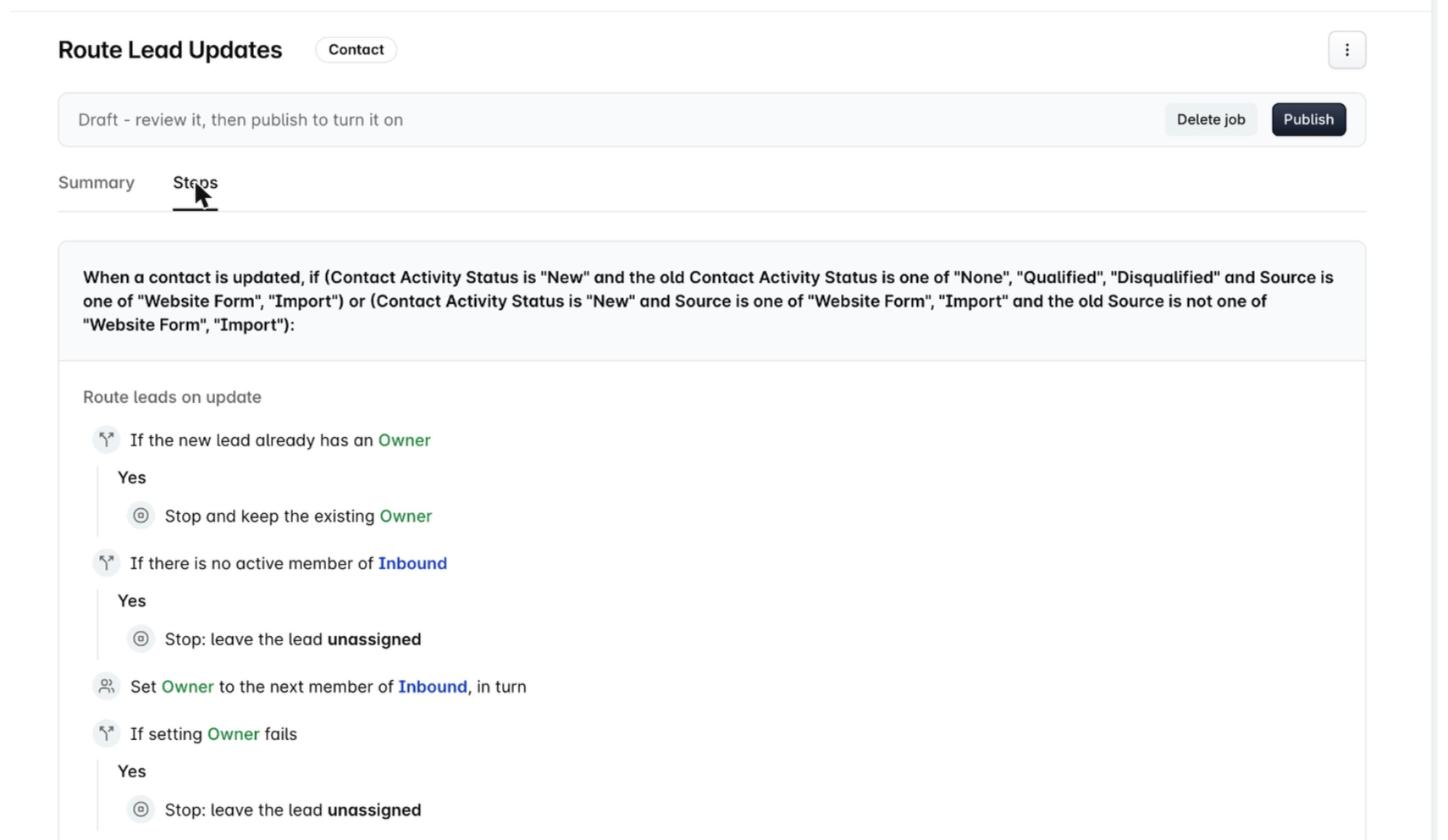 Route Lead Updates
Contact
Draft - review it, then publish to turn it on
Delete job
Publish
Summary
Steps
When a contact is updated, if (Contact Activity Status is "New" and the old Contact Activity Status is one of "None", "Qualified", "Disqualified" and Source is
one of "Website Form", "Import") or (Contact Activity Status is "New" and Source is one of "Website Form", "Import" and the old Source is not one of
"Website Form", "Import"):
Route leads on update
If the new lead already has an Owner
Yes
Stop and keep the existing Owner
If there is no active member of Inbound
Yes
Stop: leave the lead unassigned
Set Owner to the next member of Inbound, in turn
If setting Owner fails
Yes
Stop: leave the lead unassigned